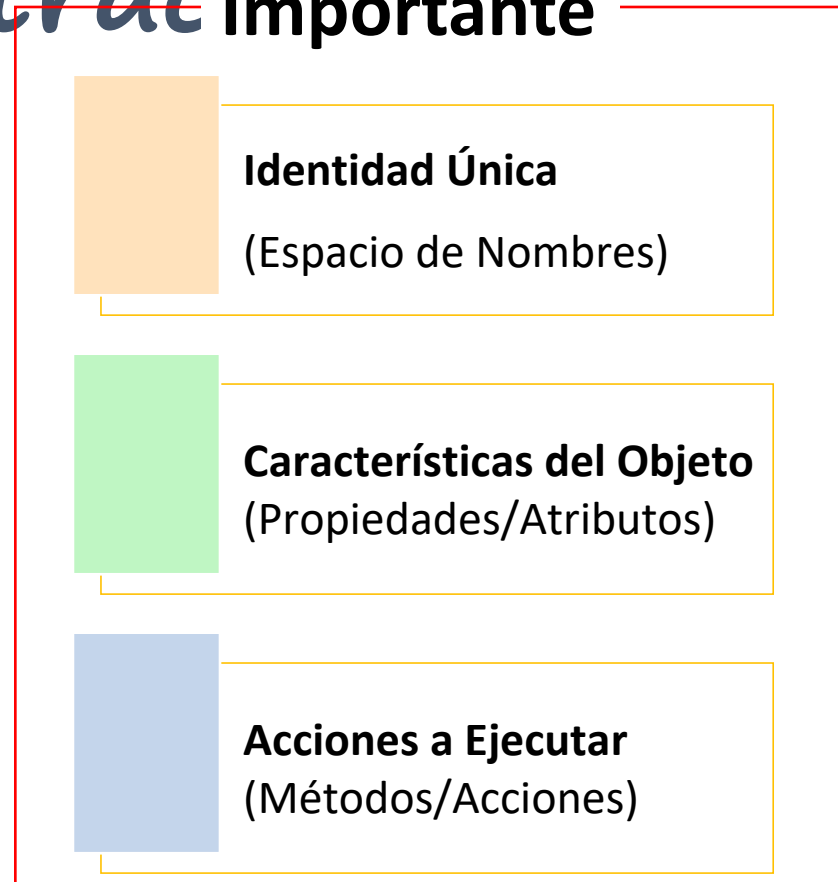 Importante
Identidad Única
(Espacio de Nombres)
Características del Objeto
(Propiedades/Atributos)
Acciones a Ejecutar
(Métodos/Acciones)